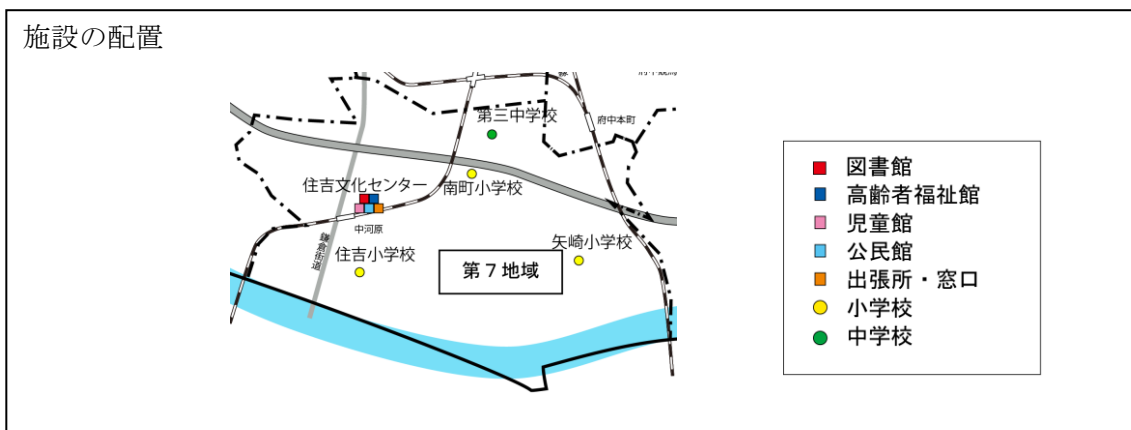 施設の配置
第三中学校
府中本町
住吉文化センター
南町小学校
中河原
鎌倉街道
住吉小学校
矢崎小学校
第7地域
図書館
高齢者福祉館
児童館
公民館
出張所・窓口
小学校
中学校